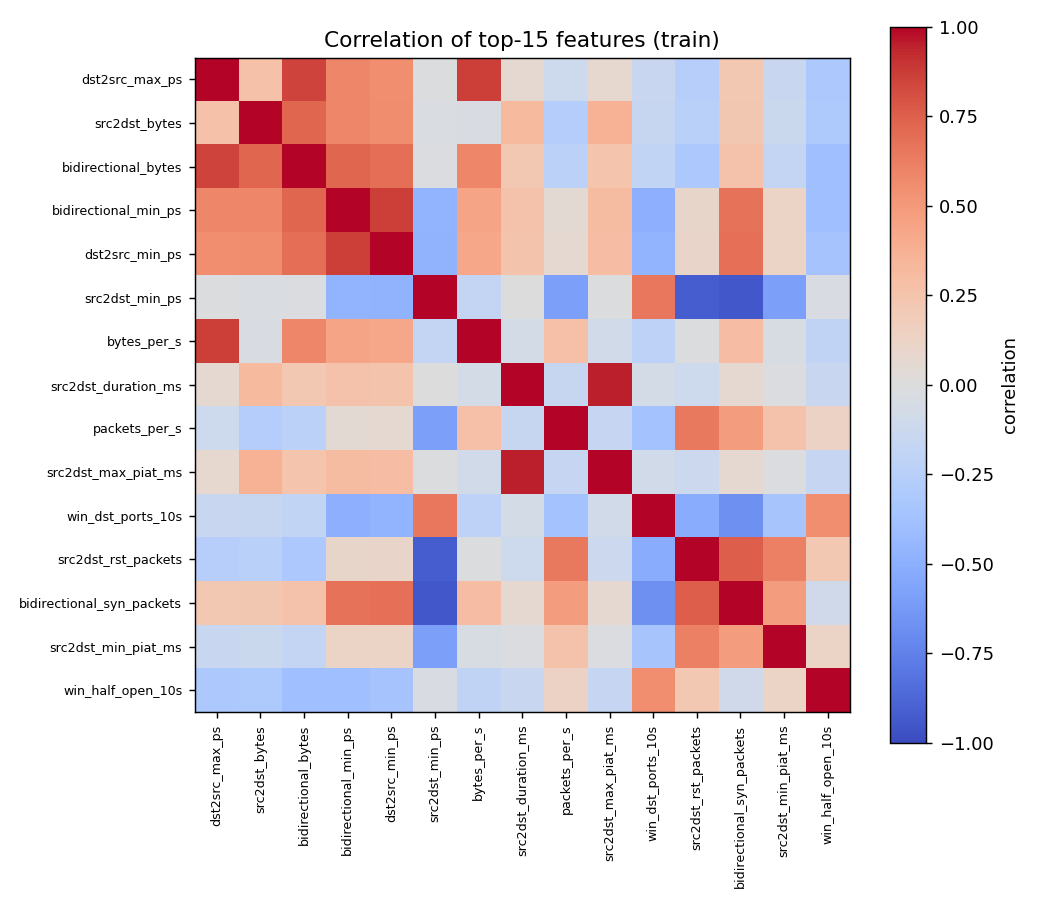 Correlation of top-15 features (train)
dst2src_max_ps
src2dst_bytes
bidirectional_bytes
bidirectional_min_ps
dst2src_min_ps
src2dst_min_ps
bytes_per_s
src2dst_duration_ms
packets_per_s
src2dst_max_piat_ms
win_dst_ports_10s
src2dst_rst_packets
bidirectional_syn_packets
src2dst_min_piat_ms
win_half_open_10s
dst2src_max_ps
src2dst_bytes
bidirectional_bytes
bidirectional_min_ps
dst2src_min_ps
src2dst_min_ps
bytes_per_s
src2dst_duration_ms
packets_per_s
src2dst_max_piat_ms
win_dst_ports_10s
src2dst_rst_packets
bidirectional_syn_packets
src2dst_min_piat_ms
win_half_open_10s
1.00
0.75
0.50
0.25
0.00
−0.25
−0.50
−0.75
−1.00
correlation